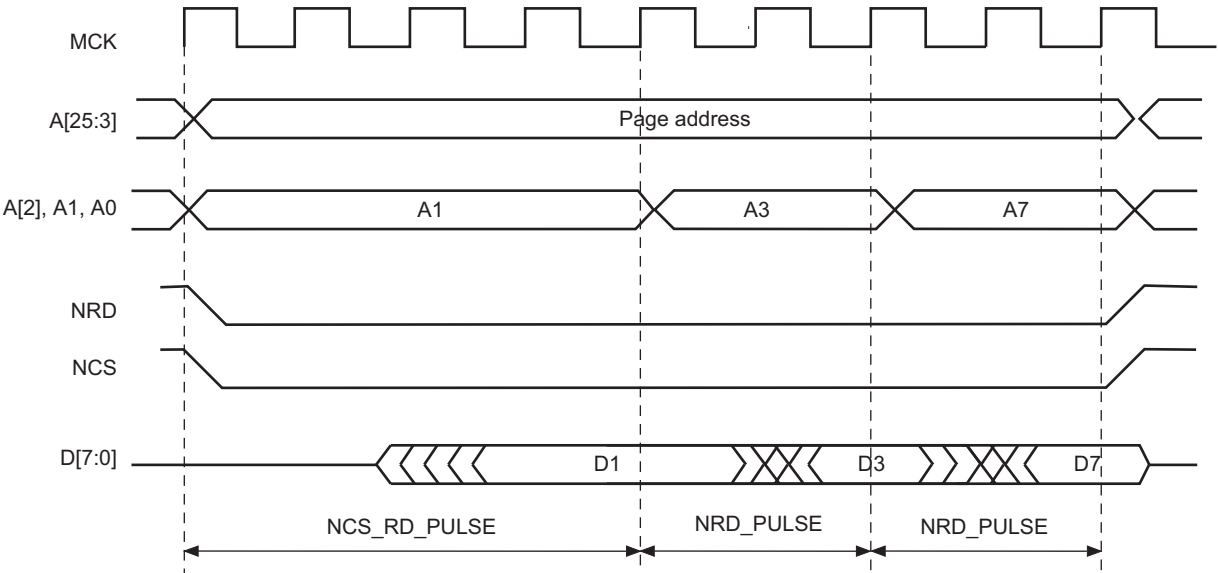 MCK
A[25:3]
Page address
A[2], A1, A0
A1
A3
A7
NRD
NCS
D[7:0]
D1
D3
D7
NCS_RD_PULSE
NRD_PULSE
NRD_PULSE